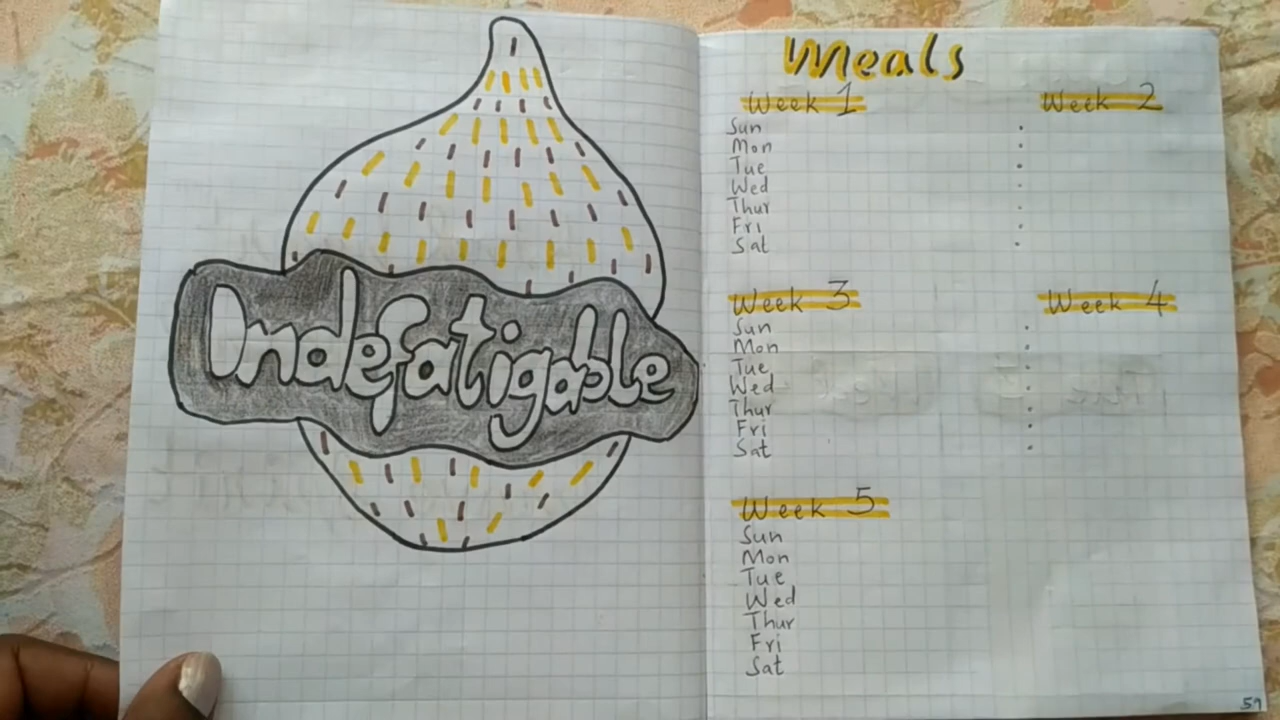 Indefatigable
Meals
Week 1
Week 2
Sun
Mon
Tue
Wed
Thur
Fri
Sat
Week 3
Week 4
Sun
Mon
Tue
Wed
Thur
Fri
Sat
Week 5
Sun
Mon
Tue
Wed
Thur
Fri
Sat